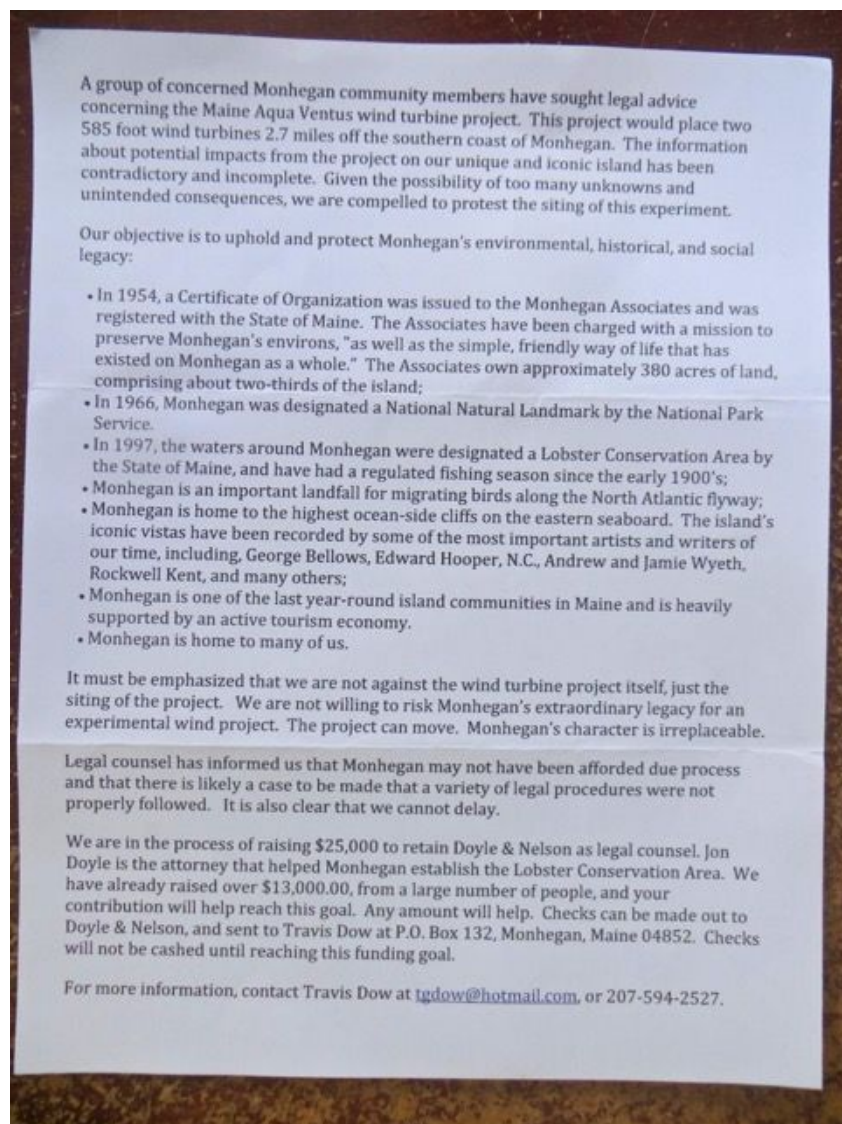 A group of concerned Monhegan community members have sought legal advice
concerning the Maine Aqua Ventus wind turbine project. This project would place two
585 foot wind turbines 2.7 miles off the southern coast of Monhegan. The information
about potential impacts from the project on our unique and iconic island has been
contradictory and incomplete. Given the possibility of too many unknowns and
unintended consequences, we are compelled to protest the siting of this experiment.
Our objective is to uphold and protect Monhegan's environmental, historical, and social
legacy:
• In 1954, a Certificate of Organization was issued to the Monhegan Associates and was
registered with the State of Maine. The Associates have been charged with a mission to
preserve Monhegan's environs, "as well as the simple, friendly way of life that has
existed on Monhegan as a whole." The Associates own approximately 380 acres of land,
comprising about two-thirds of the island;
• In 1966, Monhegan was designated a National Natural Landmark by the National Park
Service.
• In 1997, the waters around Monhegan were designated a Lobster Conservation Area by
the State of Maine, and have had a regulated fishing season since the early 1900's;
• Monhegan is an important landfall for migrating birds along the North Atlantic flyway;
• Monhegan is home to the highest ocean-side cliffs on the eastern seaboard. The island's
iconic vistas have been recorded by some of the most important artists and writers of
our time, including, George Bellows, Edward Hooper, N.C., Andrew and Jamie Wyeth,
Rockwell Kent, and many others;
• Monhegan is one of the last year-round island communities in Maine and is heavily
supported by an active tourism economy.
• Monhegan is home to many of us.
It must be emphasized that we are not against the wind turbine project itself, just the
siting of the project. We are not willing to risk Monhegan's extraordinary legacy for an
experimental wind project. The project can move. Monhegan's character is irreplaceable.
Legal counsel has informed us that Monhegan may not have been afforded due process
and that there is likely a case to be made that a variety of legal procedures were not
properly followed. It is also clear that we cannot delay.
We are in the process of raising $25,000 to retain Doyle & Nelson as legal counsel. Jon
Doyle is the attorney that helped Monhegan establish the Lobster Conservation Area. We
have already raised over $13,000.00, from a large number of people, and your
contribution will help reach this goal. Any amount will help. Checks can be made out to
Doyle & Nelson, and sent to Travis Dow at P.O. Box 132, Monhegan, Maine 04852. Checks
will not be cashed until reaching this funding goal.
For more information, contact Travis Dow at tgdow@hotmail.com, or 207-594-2527.